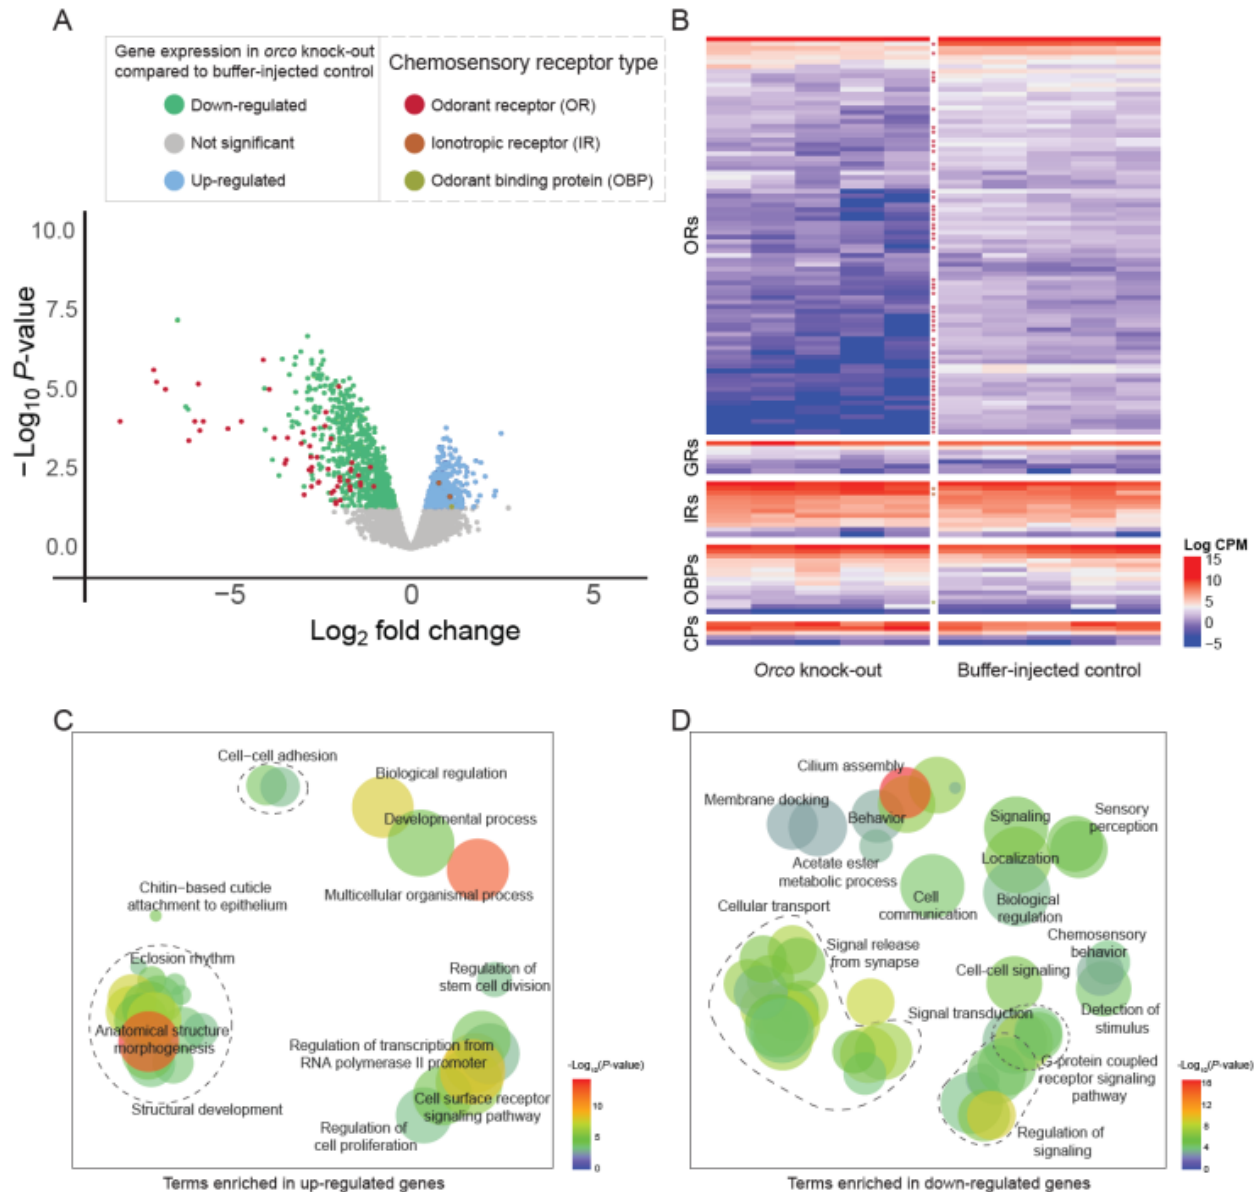 A
Gene expression in orco knock-out
compared to buffer-injected control
Down-regulated
Not significant
Up-regulated
Chemosensory receptor type
Odorant receptor (OR)
Ionotropic receptor (IR)
Odorant binding protein (OBP)
10.0
7.5
5.0
2.5
0.0
−Log10 P-value
−5
0
5
Log2 fold change
B
ORs
GRs
IRs
OBPs
CPs
Orco knock-out
Buffer-injected control
Log CPM
15
10
5
0
−5
C
Cell−cell adhesion
Biological regulation
Developmental process
Multicellular organismal process
Chitin−based cuticle
attachment to epithelium
Eclosion rhythm
Anatomical structure
morphogenesis
Structural development
Regulation of
stem cell division
Regulation of transcription from
RNA polymerase II promoter
Cell surface receptor
signaling pathway
Regulation of
cell proliferation
-Log10(P-value)
10
5
0
Terms enriched in up-regulated genes
D
Cilium assembly
Membrane docking
Behavior
Acetate ester
metabolic process
Signaling
Sensory
perception
Localization
Cell
communication
Biological
regulation
Cellular transport
Signal release
from synapse
Chemosensory
behavior
Cell-cell signaling
Detection of
stimulus
Signal transduction
G-protein coupled
receptor signaling
pathway
Regulation of
signaling
-Log10(P-value)
16
12
8
4
0
Terms enriched in down-regulated genes